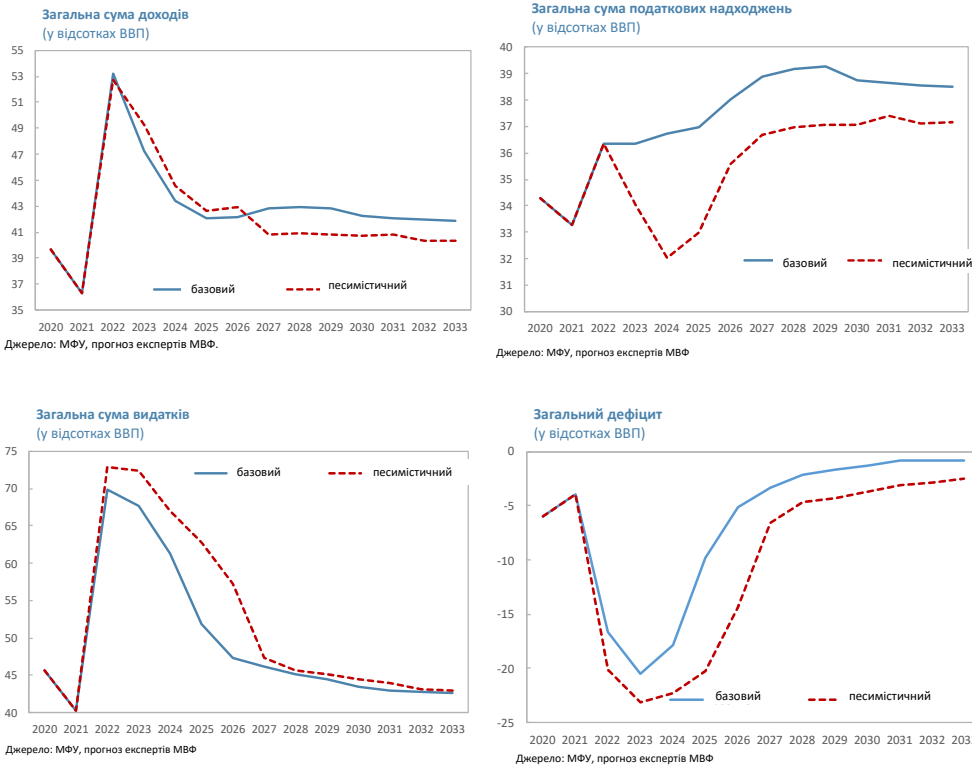 Загальна сума доходів
(у відсотках ВВП)
55
53
51
49
47
45
43
41
39
37
35
базовий
песимістичний
2020 2021 2022 2023 2024 2025 2026 2027 2028 2029 2030 2031 2032 2033
Джерело: МФУ, прогноз експертів МВФ.
Загальна сума податкових надходжень
(у відсотках ВВП)
40
39
38
37
36
35
34
33
32
31
30
базовий
песимістичний
2020 2021 2022 2023 2024 2025 2026 2027 2028 2029 2030 2031 2032 2033
Джерело: МФУ, прогноз експертів МВФ
Загальна сума видатків
(у відсотках ВВП)
75
70
65
60
55
50
45
40
базовий
песимістичний
2020 2021 2022 2023 2024 2025 2026 2027 2028 2029 2030 2031 2032 2033
Джерело: МФУ, прогноз експертів МВФ
Загальний дефіцит
(у відсотках ВВП)
0
-5
-10
-15
-20
-25
базовий
песимістичний
2020 2021 2022 2023 2024 2025 2026 2027 2028 2029 2030 2031 2032 2033
Джерело: МФУ, прогноз експертів МВФ